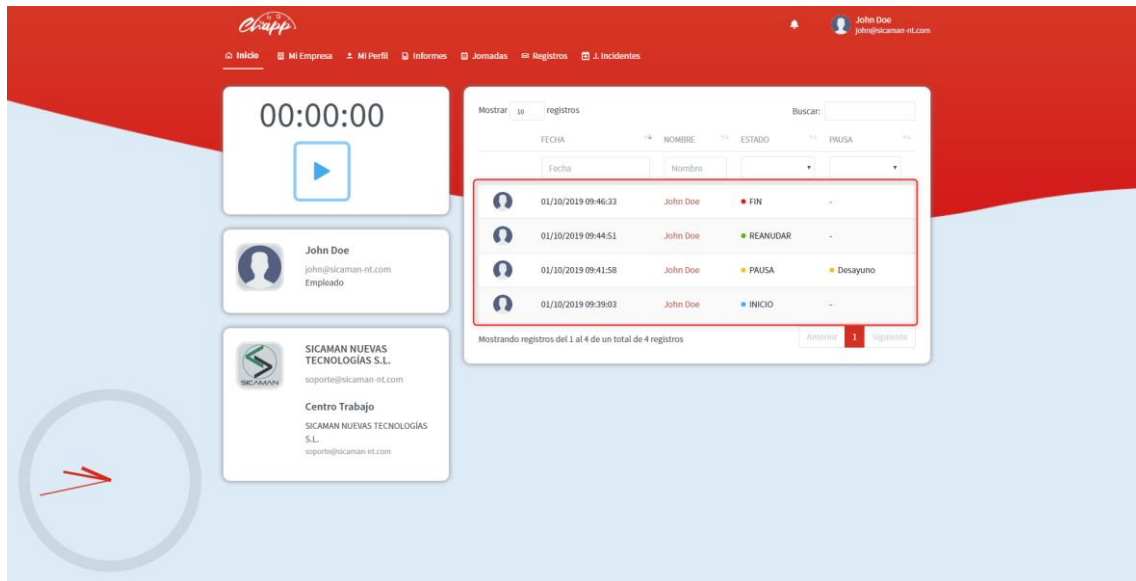 Chapp
John Doe
john@sicaman-nt.com
Inicio Mi Empresa Mi Perfil Informes Jornadas Registros J. Incidentes
00:00:00
John Doe
john@sicaman-nt.com
Empleado
SICAMAN
SICAMAN NUEVAS
TECNOLOGÍAS S.L.
soporte@sicaman-nt.com
Centro Trabajo
SICAMAN NUEVAS TECNOLOGÍAS
S.L.
soporte@sicaman-nt.com
Mostrar 10 registros Buscar:
FECHA NOMBRE ESTADO PAUSA
Fecha Nombre
01/10/2019 09:46:33 John Doe FIN -
01/10/2019 09:44:51 John Doe REANUDAR -
01/10/2019 09:41:58 John Doe PAUSA Desayuno
01/10/2019 09:39:03 John Doe INICIO -
Mostrando registros del 1 al 4 de un total de 4 registros
Anterior 1 Siguiente